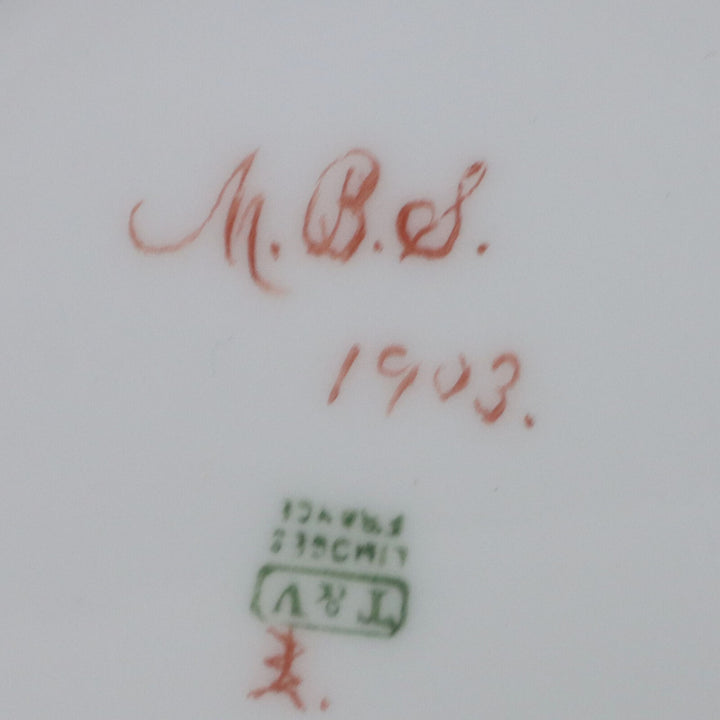 M. B. S.
1903.
T & V
LIMOGES
FRANCE